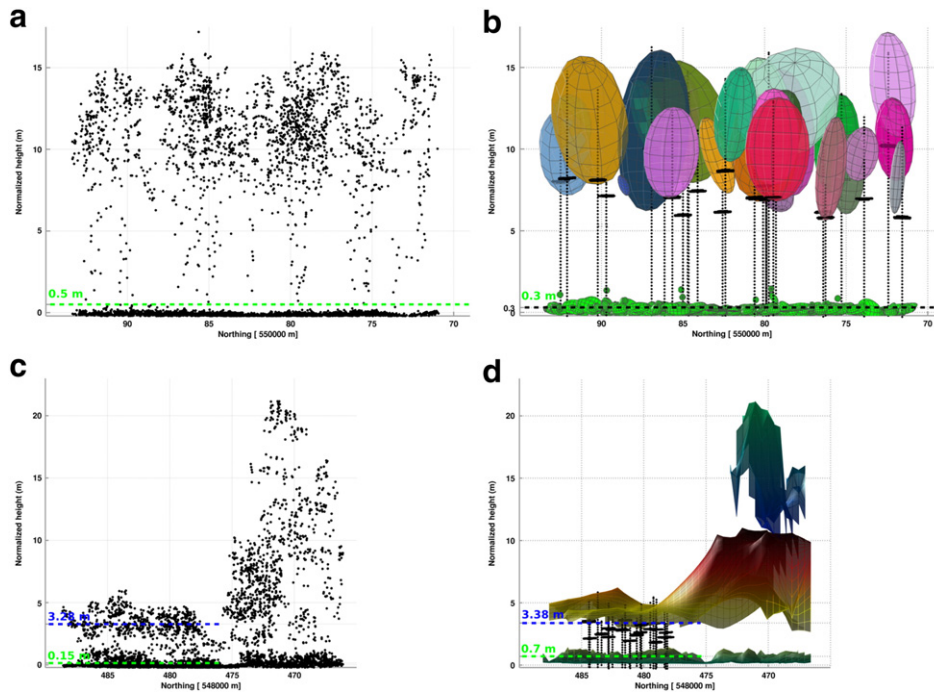 a
b
Normalized height (m)
15
10
5
0
0.5 m
90
85
80
75
70
Northing [ 550000 m]
Normalized height (m)
15
10
5
0.3
0
0.3 m
90
85
80
75
70
Northing [ 550000 m]
c
d
Normalized height (m)
20
15
10
5
0
3.28 m
0.15 m
485
480
475
470
Northing [ 548000 m]
Normalized height (m)
20
15
10
5
0
3.38 m
0.7 m
485
480
475
470
Northing [ 548000 m]